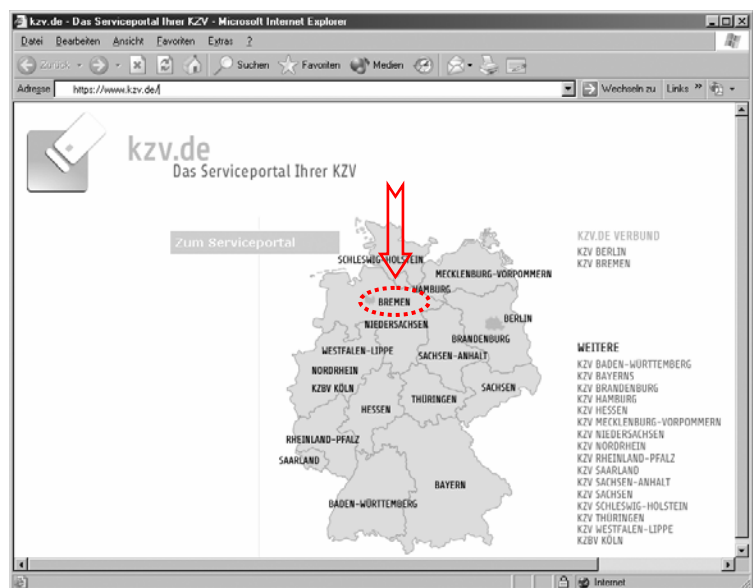 kzv.de - Das Serviceportal Ihrer KZV - Microsoft Internet Explorer
Datei Bearbeiten Ansicht Favoriten Extras ?
Zurück Suchen Favoriten Medien
Adresse https://www.kzv.de/ Wechseln zu Links »
kzv.de
Das Serviceportal Ihrer KZV
Zum Serviceportal
SCHLESWIG-HOLSTEIN
MECKLENBURG-VORPOMMERN
HAMBURG
BREMEN
NIEDERSACHSEN
BERLIN
BRANDENBURG
WESTFALEN-LIPPE
SACHSEN-ANHALT
NORDRHEIN
KZBV KÖLN
SACHSEN
THÜRINGEN
HESSEN
RHEINLAND-PFALZ
SAARLAND
BAYERN
BADEN-WÜRTTEMBERG
KZV.DE VERBUND
KZV BERLIN
KZV BREMEN
WEITERE
KZV BADEN-WÜRTTEMBERG
KZV BAYERNS
KZV BRANDENBURG
KZV HAMBURG
KZV HESSEN
KZV MECKLENBURG-VORPOMMERN
KZV NIEDERSACHSEN
KZV NORDRHEIN
KZV RHEINLAND-PFALZ
KZV SAARLAND
KZV SACHSEN-ANHALT
KZV SACHSEN
KZV SCHLESWIG-HOLSTEIN
KZV THÜRINGEN
KZV WESTFALEN-LIPPE
KZBV KÖLN
Internet